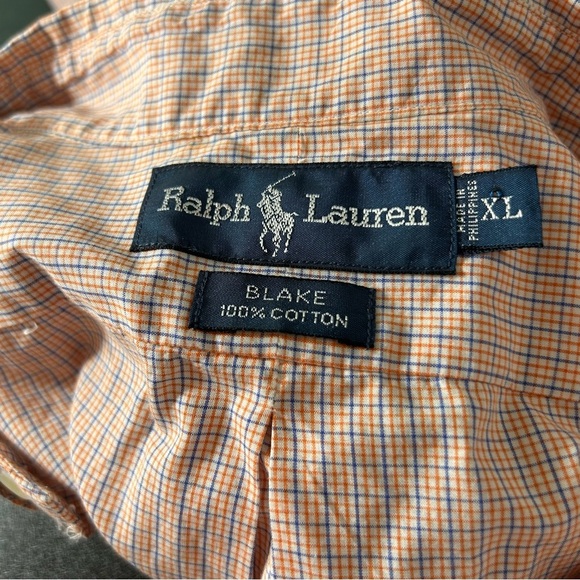 Ralph Lauren
MADE IN
PHILIPPINES
XL
BLAKE
100% COTTON